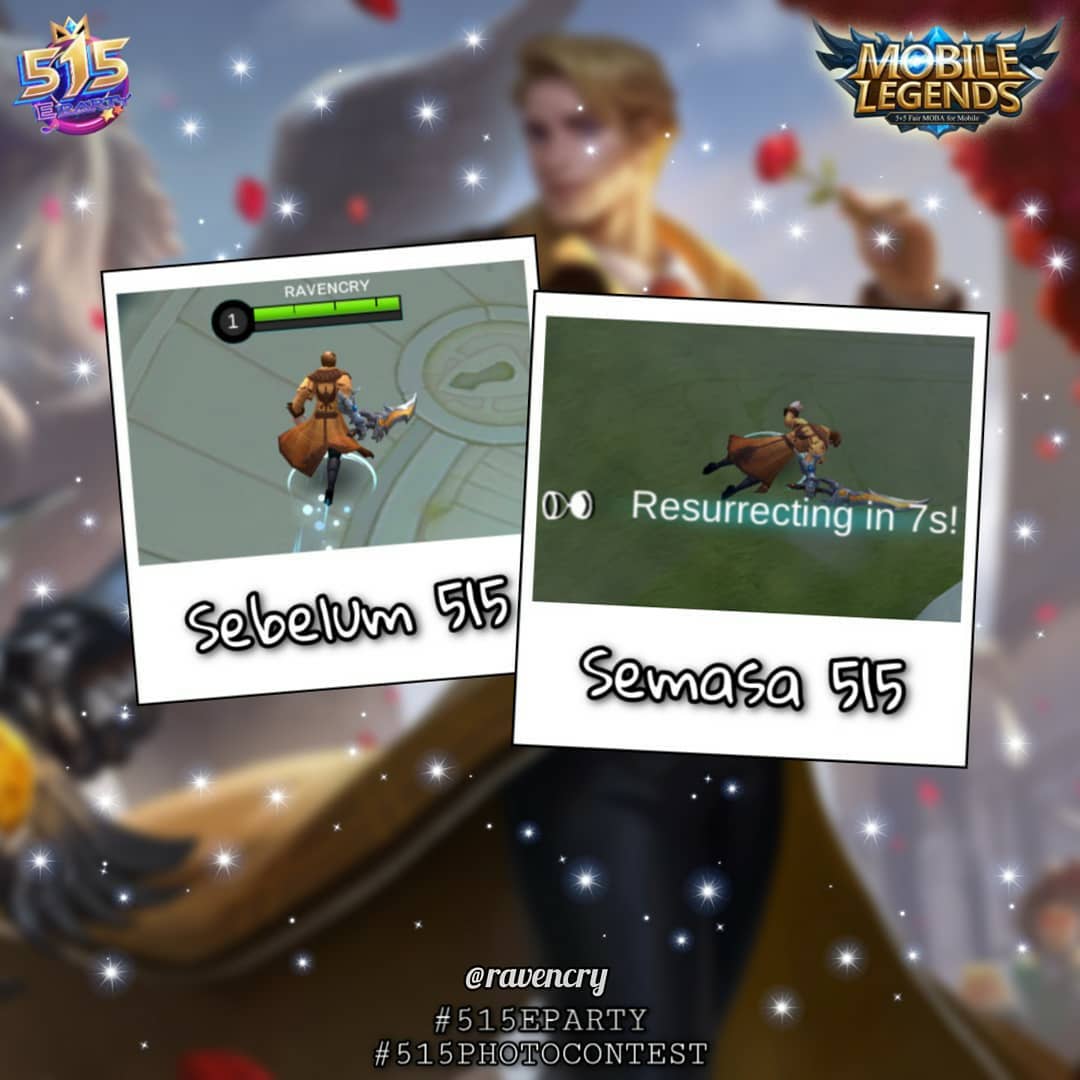 515
EPARTY
MOBILE
LEGENDS
5v5 Fair MOBA for Mobile
RAVENCRY
1
Sebelum 515
Resurrecting in 7s!
Semasa 515
@ravencry
#515EPARTY
#515PHOTOCONTEST